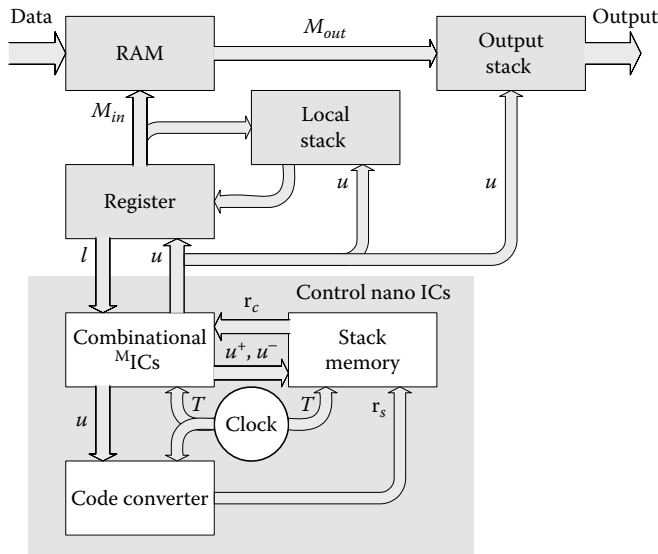 Data
Output
RAM
M_out
Output
stack
M_in
Local
stack
Register
u
u
l
u
Control nano ICs
r_c
Combinational
ᴹICs
u⁺, u⁻
Stack
memory
T
Clock
T
u
r_s
Code converter